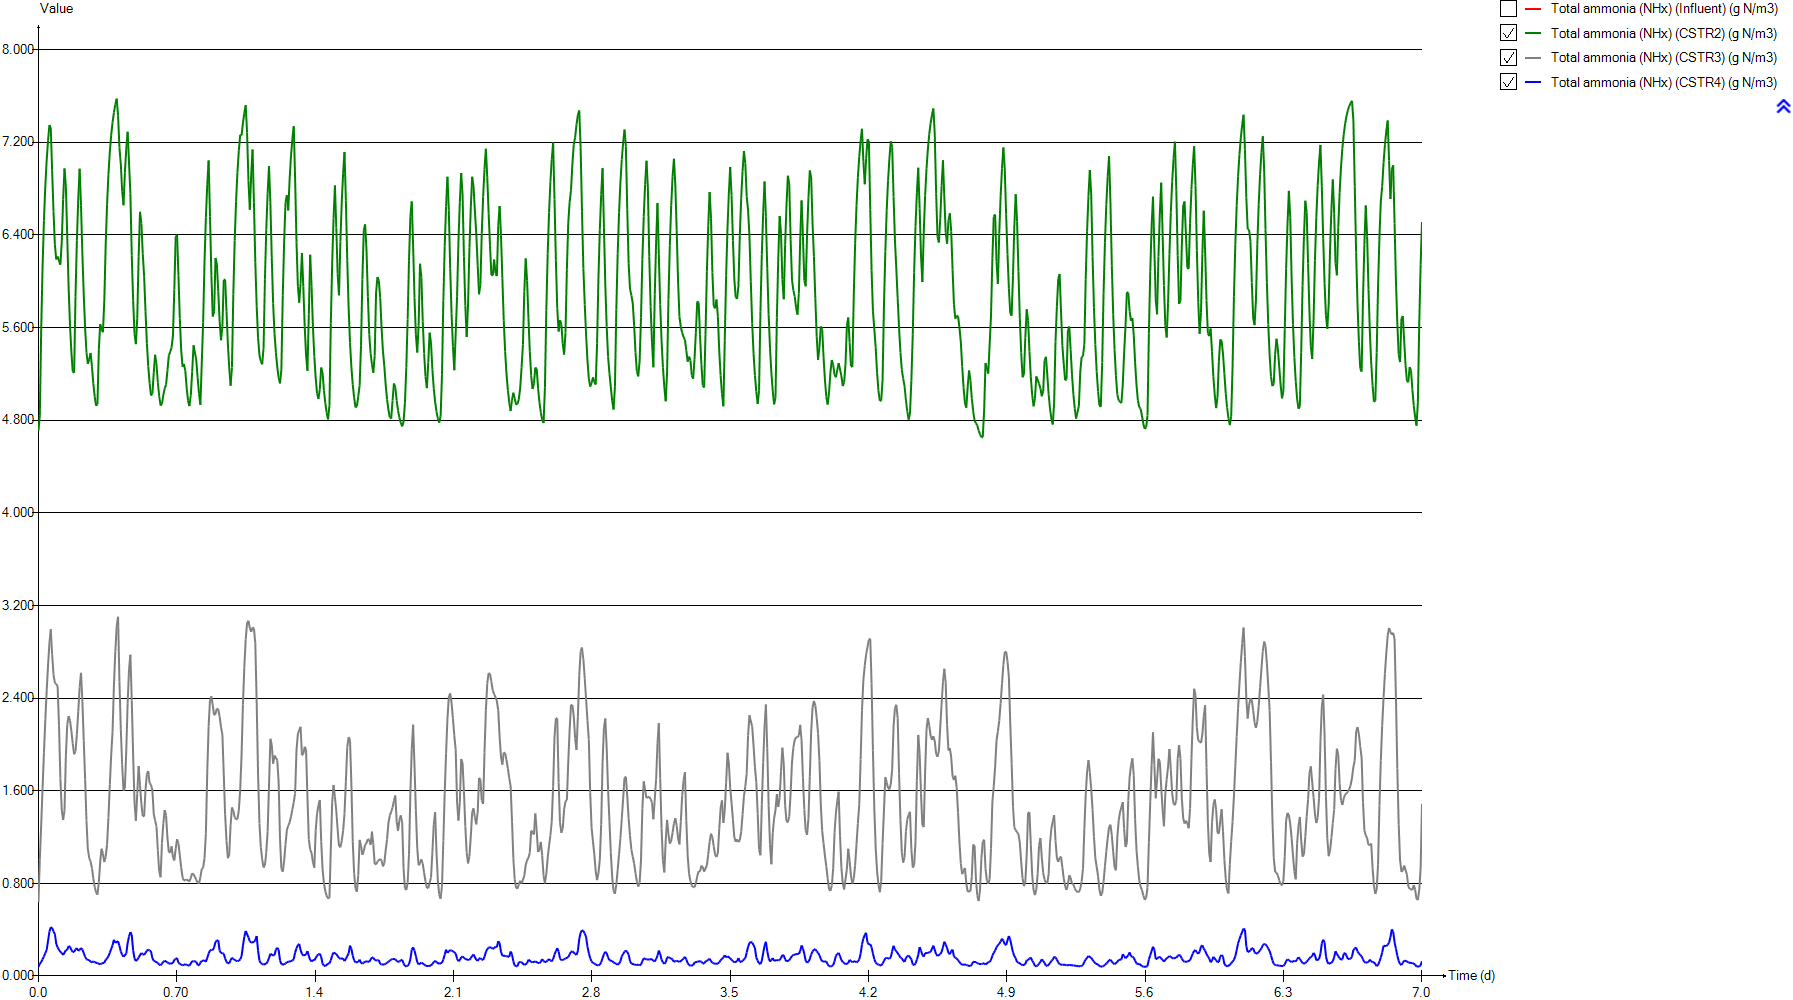 Value
Total ammonia (NHx) (Influent) (g N/m3)
Total ammonia (NHx) (CSTR2) (g N/m3)
Total ammonia (NHx) (CSTR3) (g N/m3)
Total ammonia (NHx) (CSTR4) (g N/m3)
8.000
7.200
6.400
5.600
4.800
4.000
3.200
2.400
1.600
0.800
0.000
0.0 0.70 1.4 2.1 2.8 3.5 4.2 4.9 5.6 6.3 7.0
Time (d)